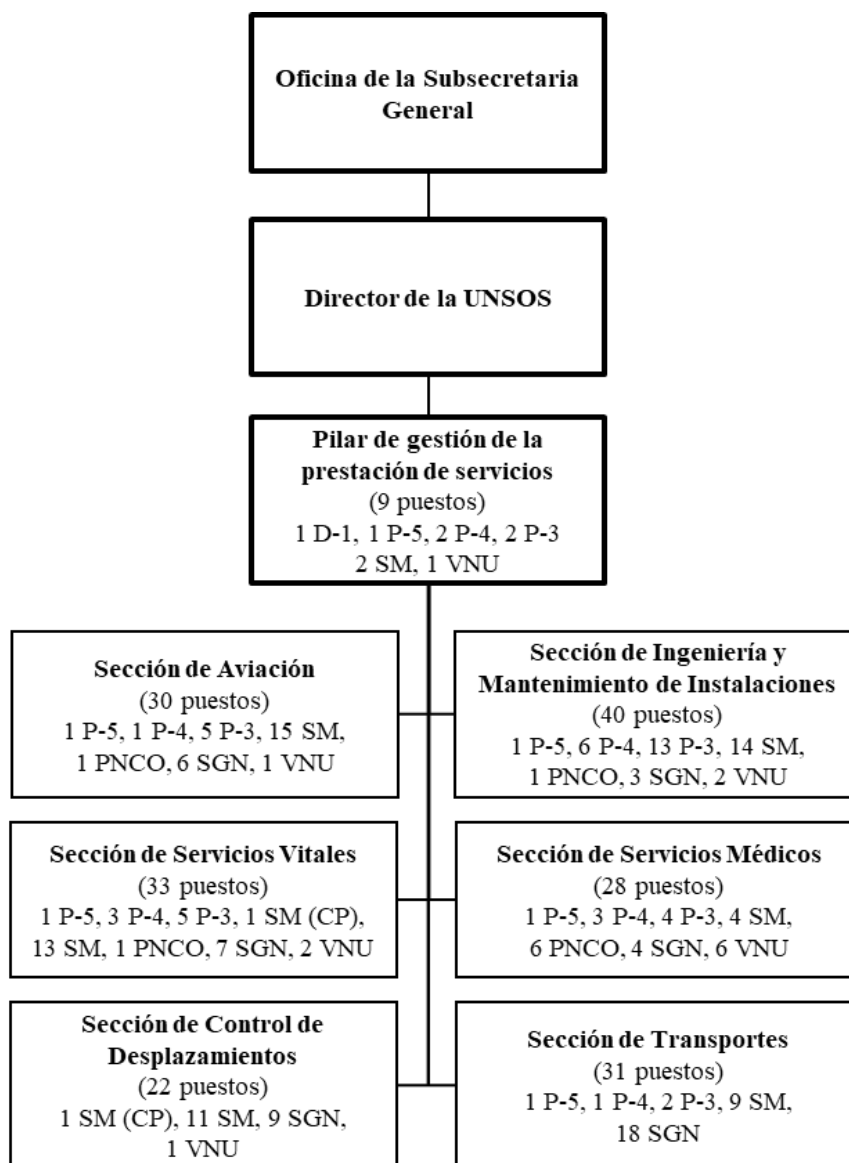 Oficina de la Subsecretaria
General
Director de la UNSOS
Pilar de gestión de la
prestación de servicios
(9 puestos)
1 D-1, 1 P-5, 2 P-4, 2 P-3
2 SM, 1 VNU
Sección de Aviación
(30 puestos)
1 P-5, 1 P-4, 5 P-3, 15 SM,
1 PNCO, 6 SGN, 1 VNU
Sección de Ingeniería y
Mantenimiento de Instalaciones
(40 puestos)
1 P-5, 6 P-4, 13 P-3, 14 SM,
1 PNCO, 3 SGN, 2 VNU
Sección de Servicios Vitales
(33 puestos)
1 P-5, 3 P-4, 5 P-3, 1 SM (CP),
13 SM, 1 PNCO, 7 SGN, 2 VNU
Sección de Servicios Médicos
(28 puestos)
1 P-5, 3 P-4, 4 P-3, 4 SM,
6 PNCO, 4 SGN, 6 VNU
Sección de Control de
Desplazamientos
(22 puestos)
1 SM (CP), 11 SM, 9 SGN,
1 VNU
Sección de Transportes
(31 puestos)
1 P-5, 1 P-4, 2 P-3, 9 SM,
18 SGN